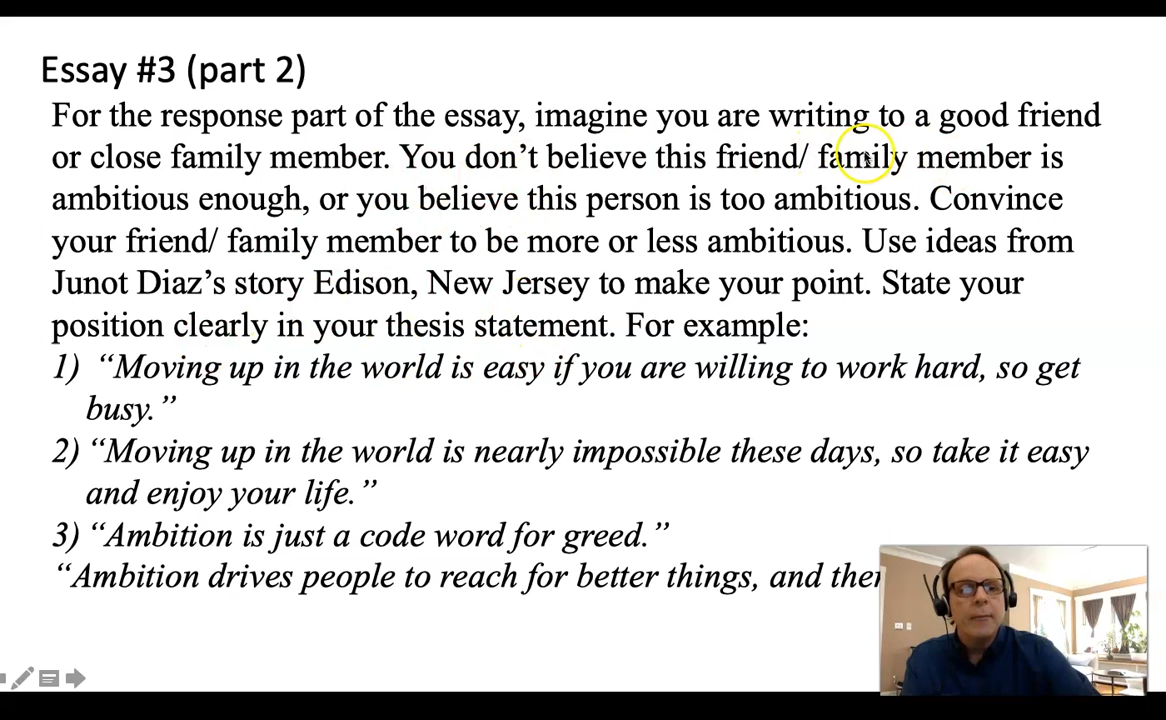 Essay #3 (part 2)
For the response part of the essay, imagine you are writing to a good friend
or close family member. You don’t believe this friend/ family member is
ambitious enough, or you believe this person is too ambitious. Convince
your friend/ family member to be more or less ambitious. Use ideas from
Junot Diaz’s story Edison, New Jersey to make your point. State your
position clearly in your thesis statement. For example:
1) “Moving up in the world is easy if you are willing to work hard, so get
busy.”
2) “Moving up in the world is nearly impossible these days, so take it easy
and enjoy your life.”
3) “Ambition is just a code word for greed.”
“Ambition drives people to reach for better things, and